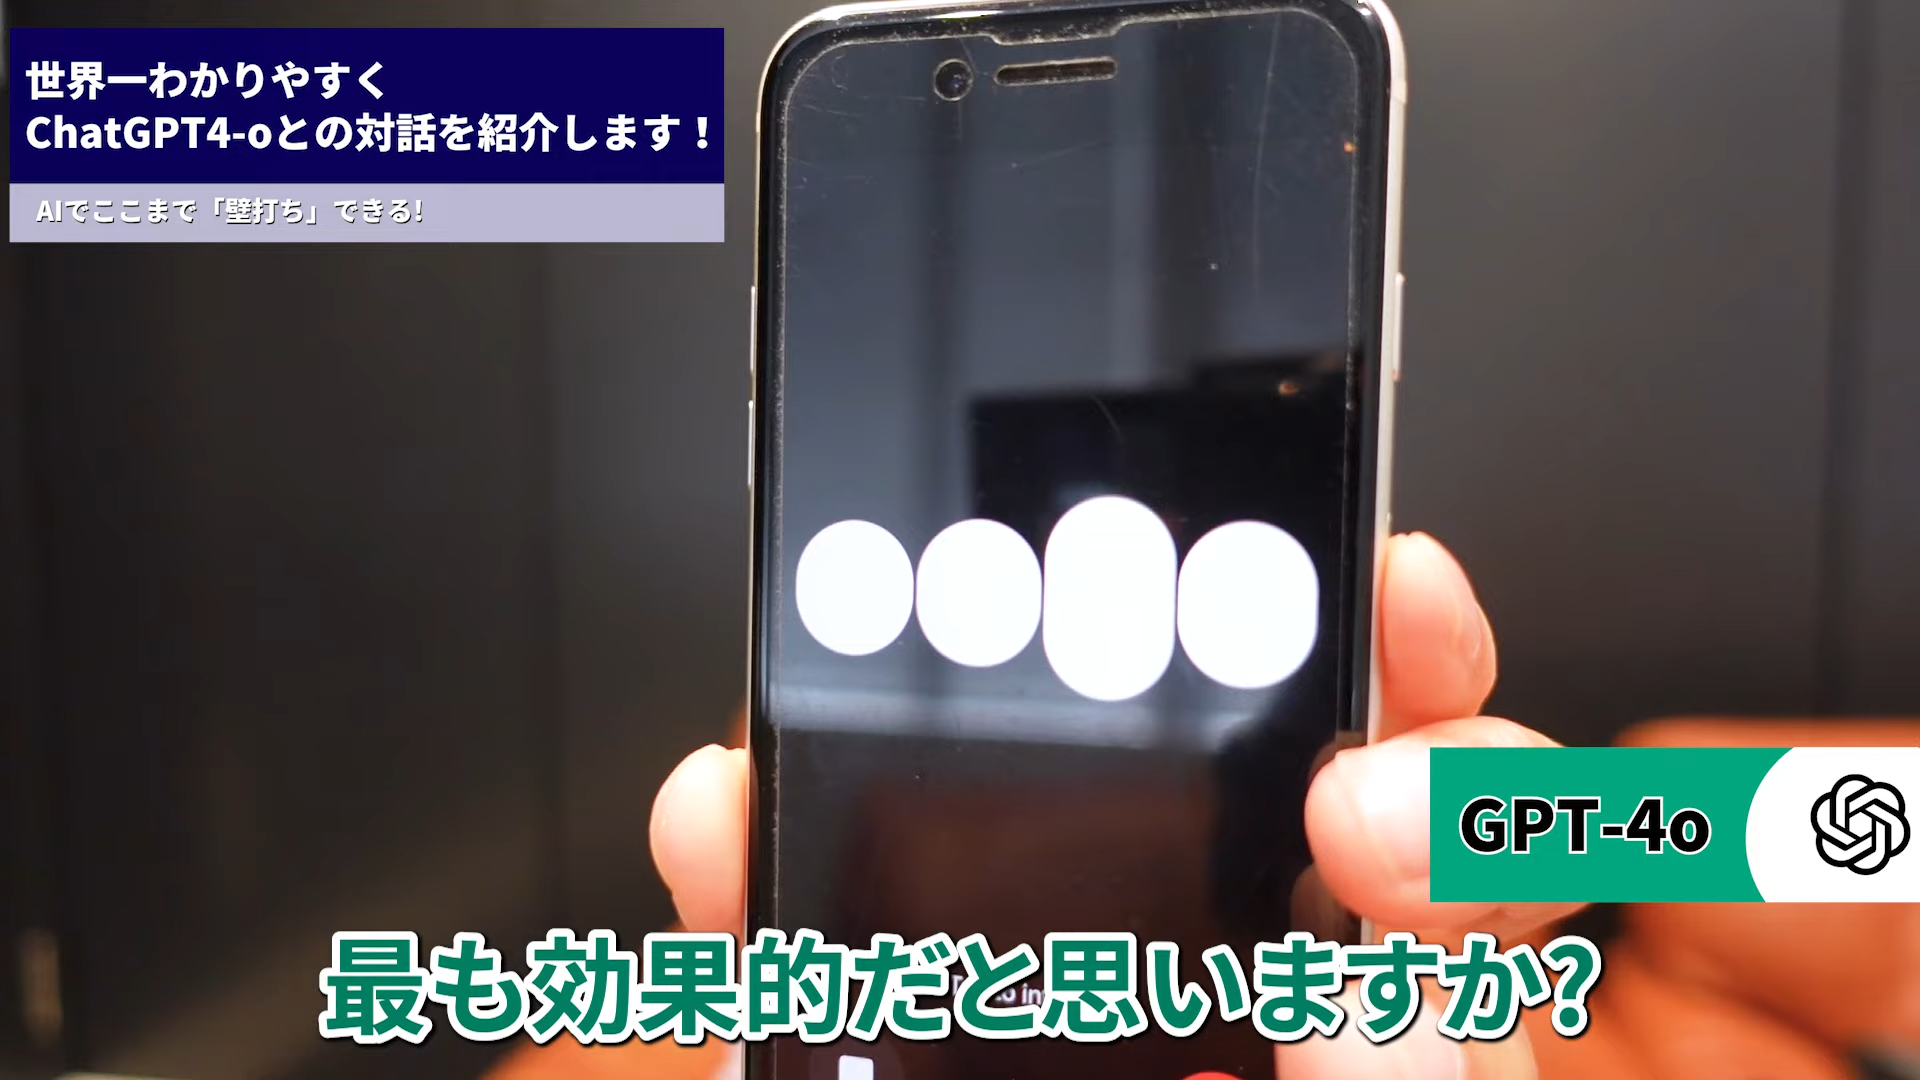 世界一わかりやすく
ChatGPT4-oとの対話を紹介します！
AIでここまで「壁打ち」できる!
GPT-4o
最も効果的だと思いますか?